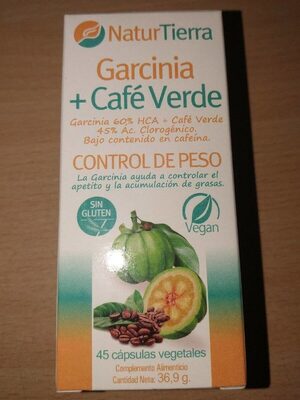 NaturTierra
Garcinia
+ Café Verde
Garcinia 60% HCA + Café Verde
45% Ac. Clorogénico.
Bajo contenido en cafeína.
CONTROL DE PESO
La Garcinia ayuda a controlar el
apetito y la acumulación de grasas.
SIN
GLUTEN
Vegan
45 cápsulas vegetales
Complemento Alimenticio
Cantidad Neta: 36,9 g.